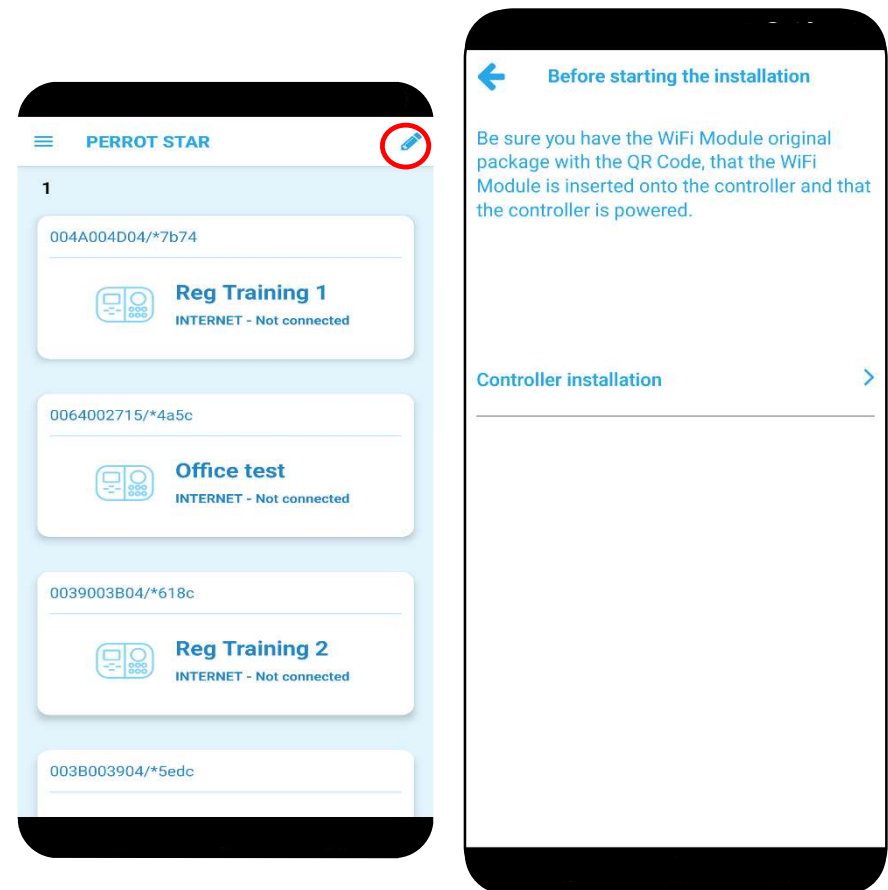 PERROT STAR
1
004A004D04/*7b74
Reg Training 1
INTERNET - Not connected
0064002715/*4a5c
Office test
INTERNET - Not connected
0039003B04/*618c
Reg Training 2
INTERNET - Not connected
003B003904/*5edc
Before starting the installation
Be sure you have the WiFi Module original
package with the QR Code, that the WiFi
Module is inserted onto the controller and that
the controller is powered.
Controller installation